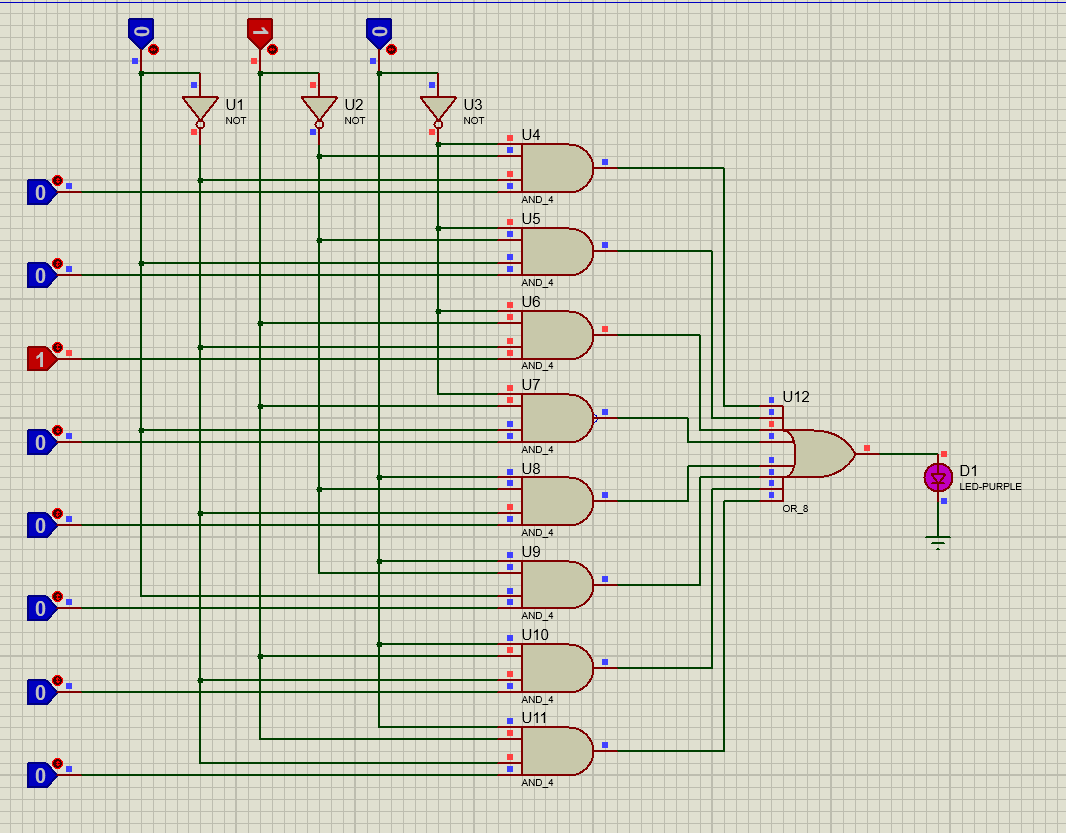 0 1 0
U1 U2 U3
NOT NOT NOT
U4
0
AND_4
U5
0
AND_4
U6
1
AND_4
U7
0
AND_4
U12
U8
D1
LED-PURPLE
0
OR_8
AND_4
U9
0
AND_4
U10
0
AND_4
U11
0
AND_4